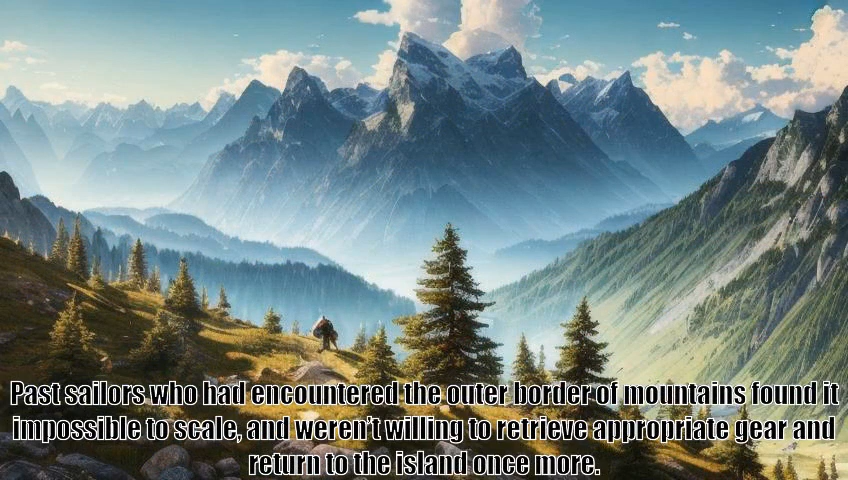 Past sailors who had encountered the outer border of mountains found it
impossible to scale, and weren't willing to retrieve appropriate gear and
return to the island once more.